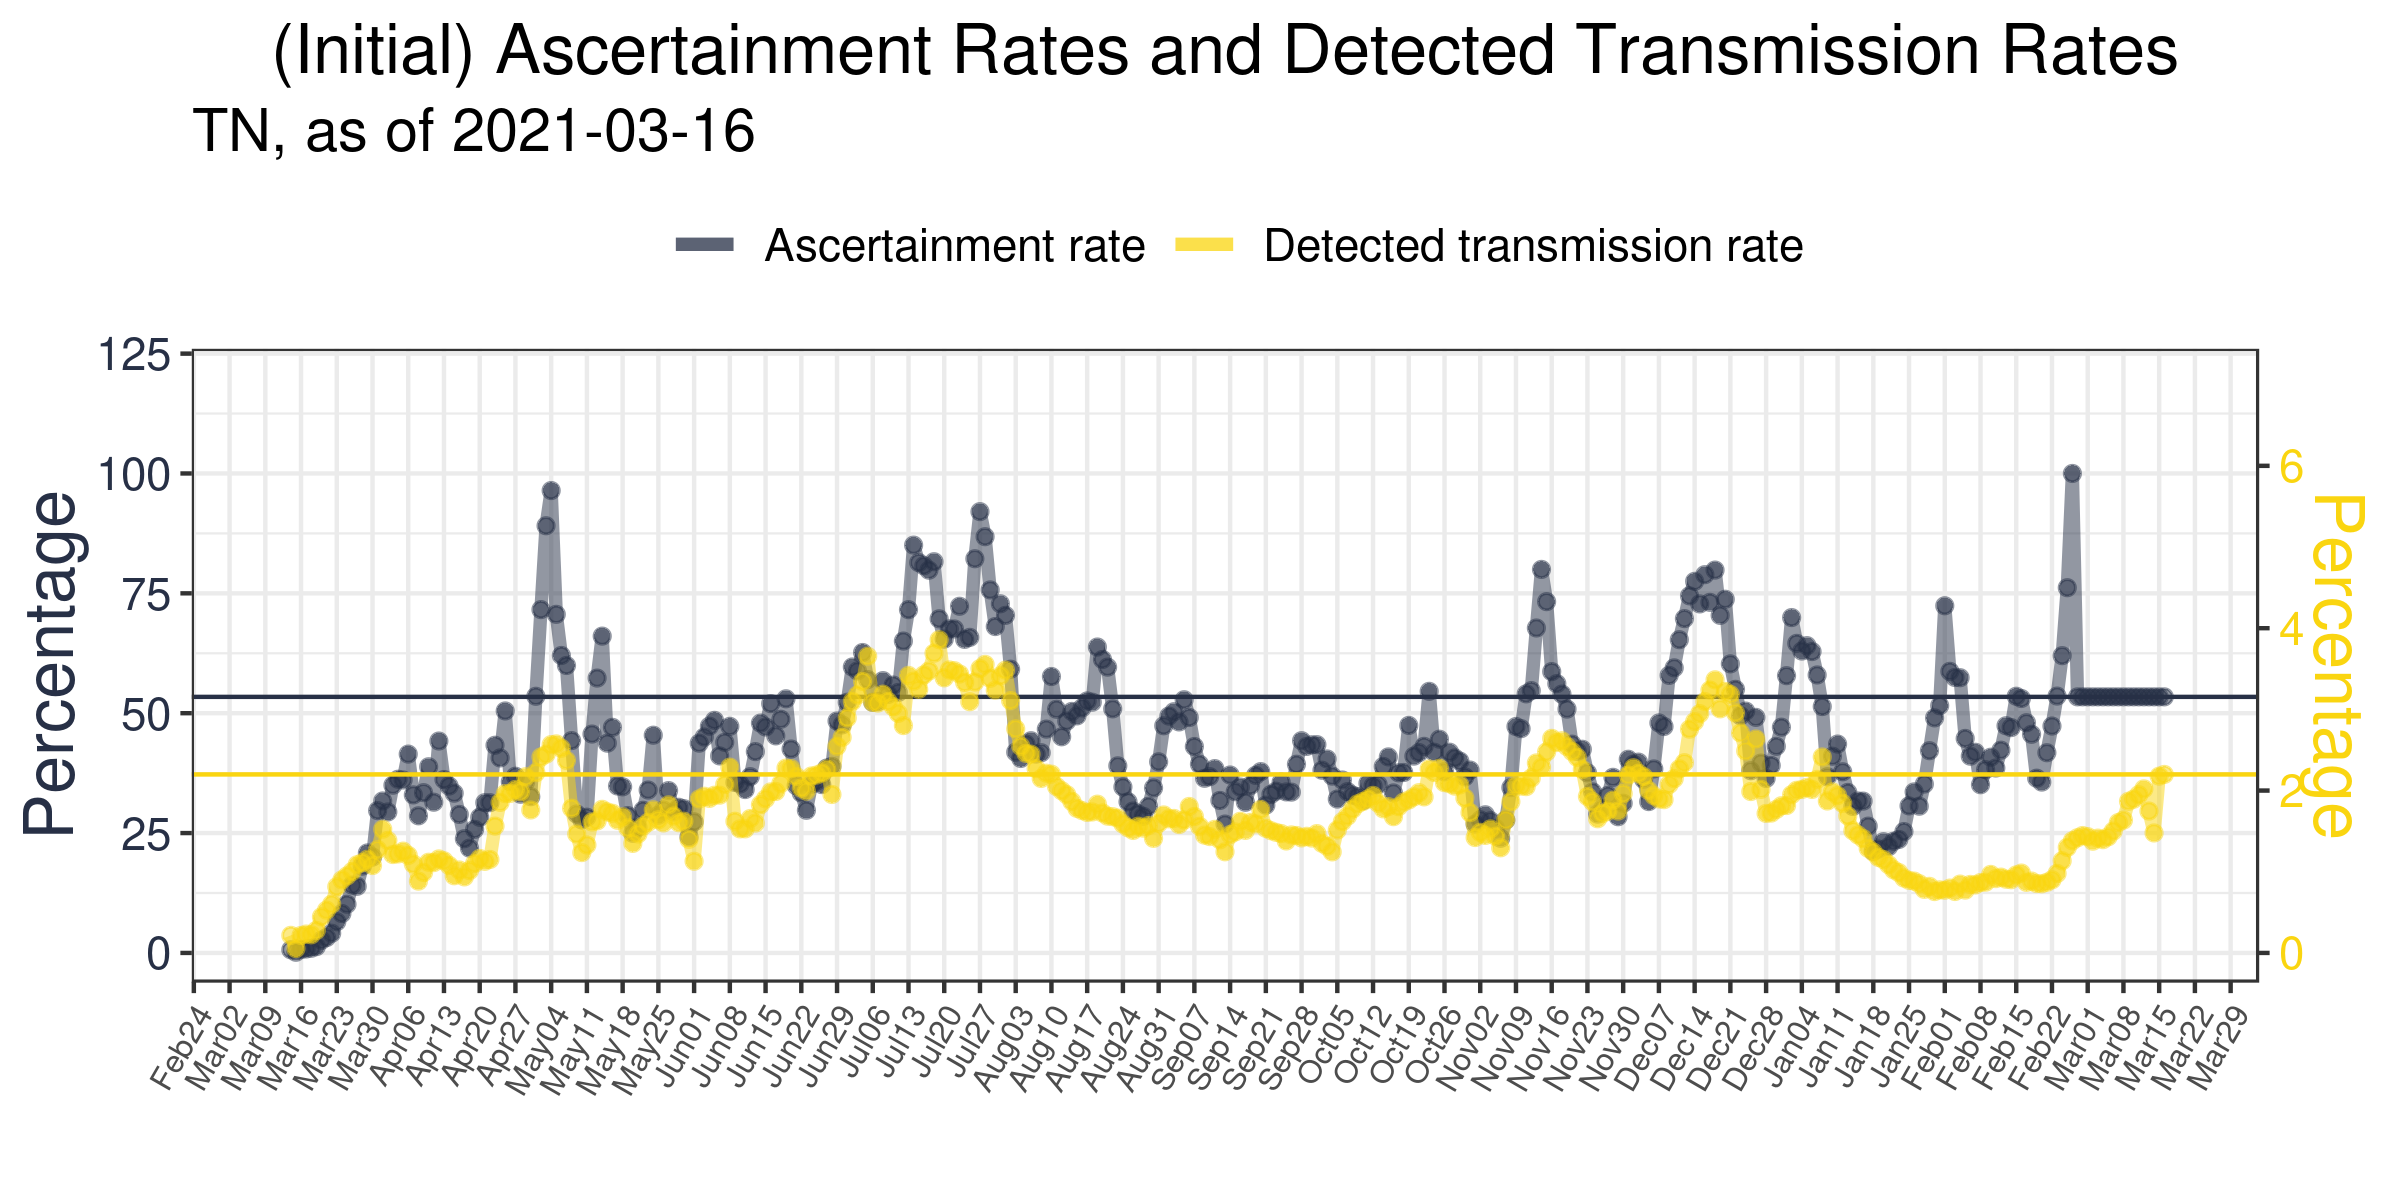 (Initial) Ascertainment Rates and Detected Transmission Rates
TN, as of 2021-03-16
Ascertainment rate
Detected transmission rate
125
100
75
50
25
0
Percentage
6
4
2
0
Percentage
Feb24
Mar02
Mar09
Mar16
Mar23
Mar30
Apr06
Apr13
Apr20
Apr27
May04
May11
May18
May25
Jun01
Jun08
Jun15
Jun22
Jun29
Jul06
Jul13
Jul20
Jul27
Aug03
Aug10
Aug17
Aug24
Aug31
Sep07
Sep14
Sep21
Sep28
Oct05
Oct12
Oct19
Oct26
Nov02
Nov09
Nov16
Nov23
Nov30
Dec07
Dec14
Dec21
Dec28
Jan04
Jan11
Jan18
Jan25
Feb01
Feb08
Feb15
Feb22
Mar01
Mar08
Mar15
Mar22
Mar29